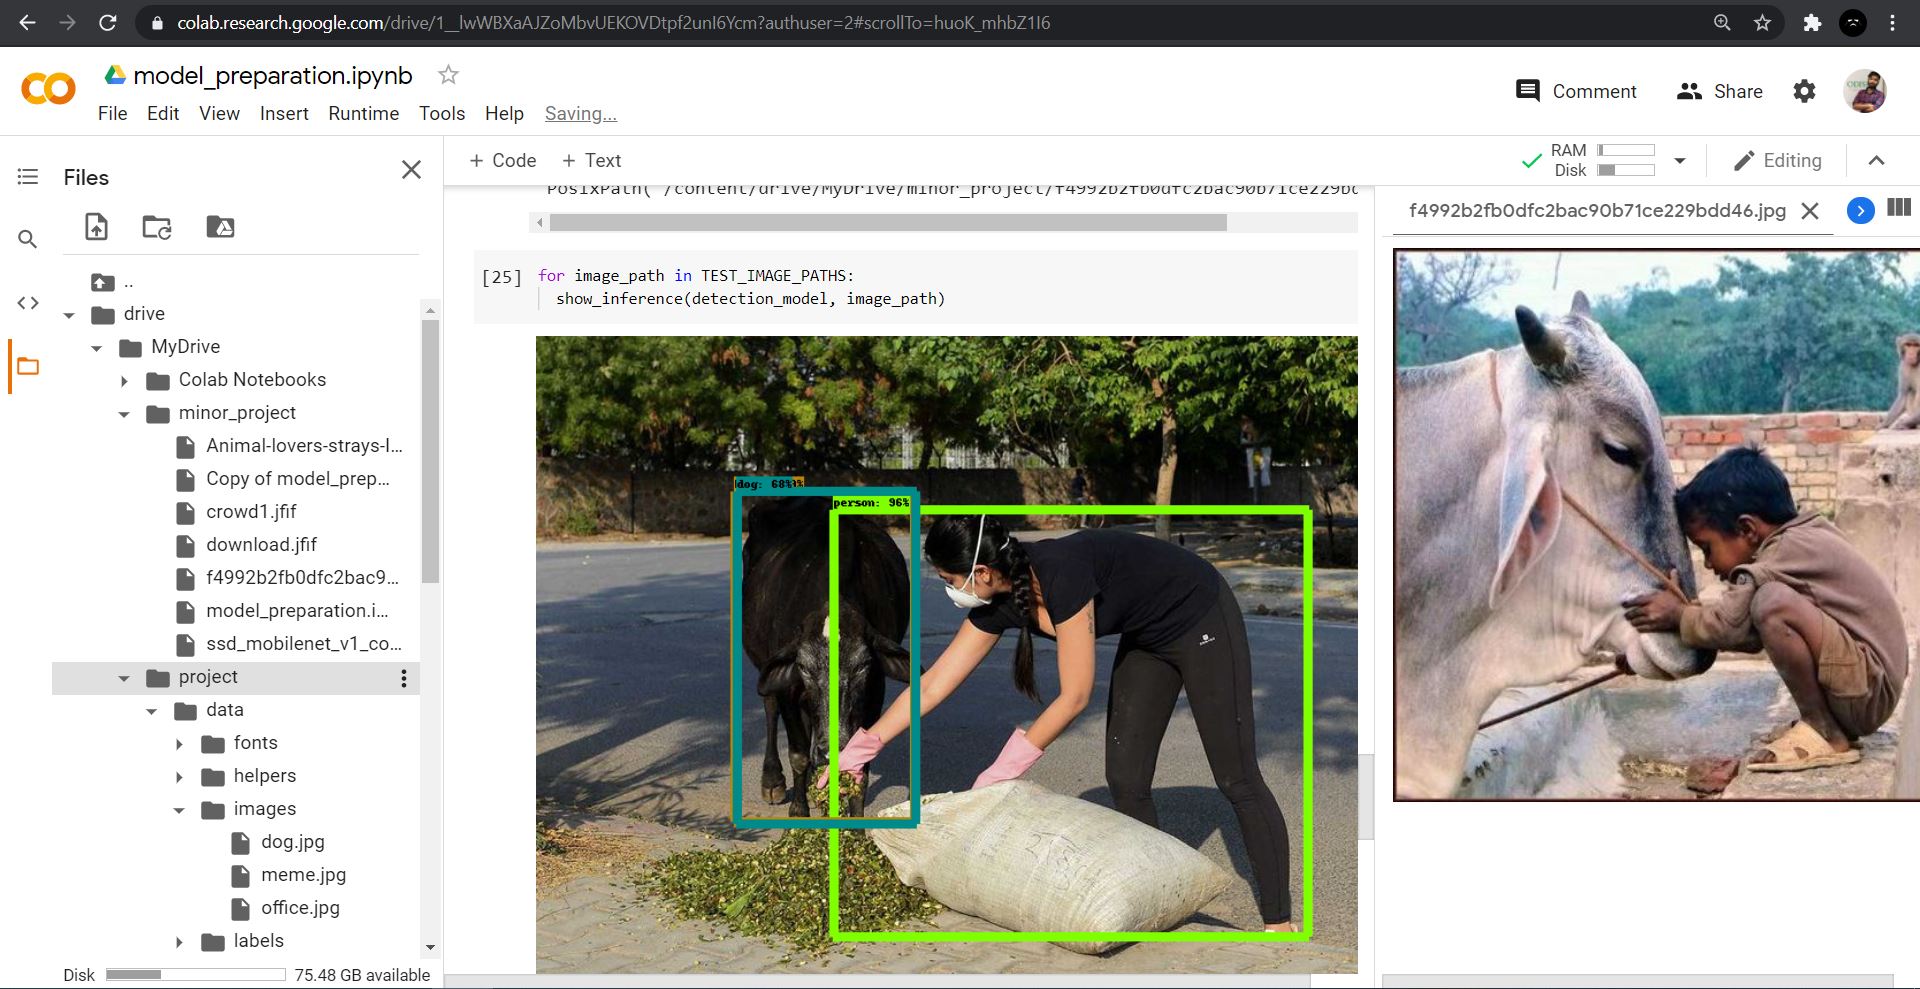 colab.research.google.com/drive/1__lwWBXaAJZoMbvUEKOVDtpf2unI6Ycm?authuser=2#scrollTo=huoK_mhbZ1I6
model_preparation.ipynb
File Edit View Insert Runtime Tools Help Saving...
Comment
Share
Files
+ Code + Text
RAM
Disk
Editing
..
drive
MyDrive
Colab Notebooks
minor_project
Animal-lovers-strays-I...
Copy of model_prep...
crowd1.jfif
download.jfif
f4992b2fb0dfc2bac9...
model_preparation.i...
ssd_mobilenet_v1_co...
project
data
fonts
helpers
images
dog.jpg
meme.jpg
office.jpg
labels
Disk 75.48 GB available
PosixPath('/content/drive/MyDrive/minor_project/f4992b2fb0dfc2bac90b71ce229bd
[25] for image_path in TEST_IMAGE_PATHS:
show_inference(detection_model, image_path)
dog: 68%
person: 96%
f4992b2fb0dfc2bac90b71ce229bdd46.jpg